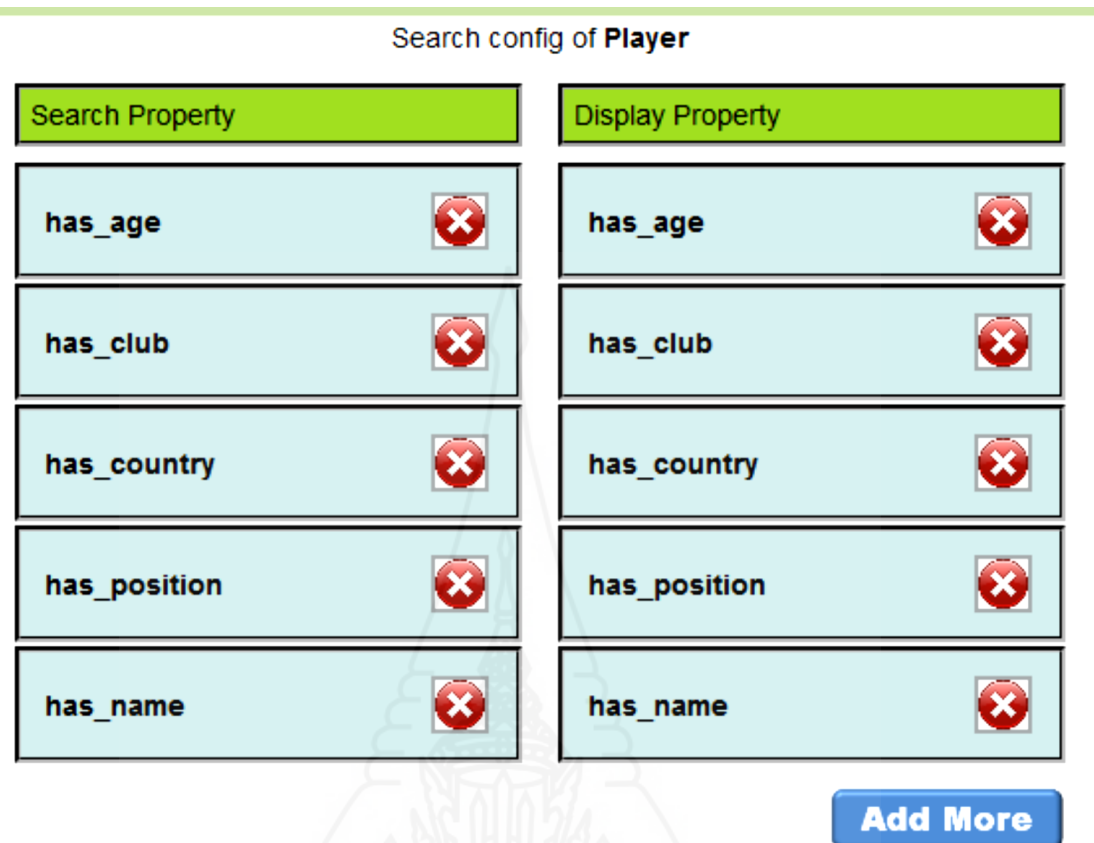 Search config of Player
Search Property Display Property
has_age has_age
has_club has_club
has_country has_country
has_position has_position
has_name has_name
Add More